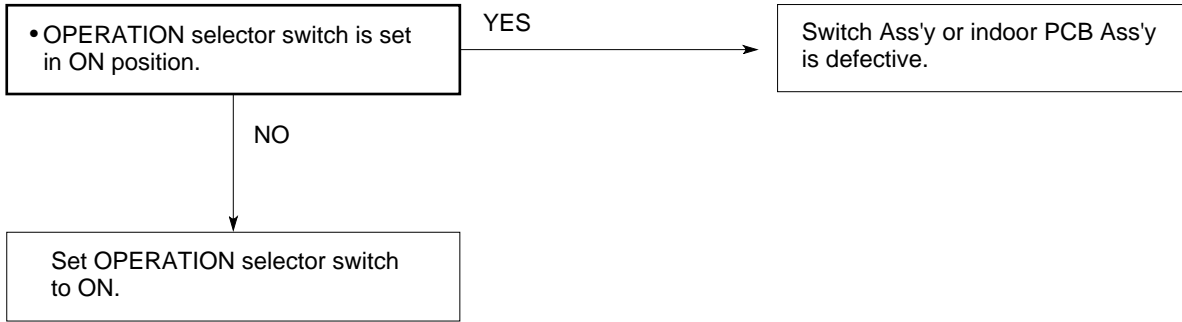 • OPERATION selector switch is set
in ON position.
YES
Switch Ass'y or indoor PCB Ass'y
is defective.
NO
Set OPERATION selector switch
to ON.